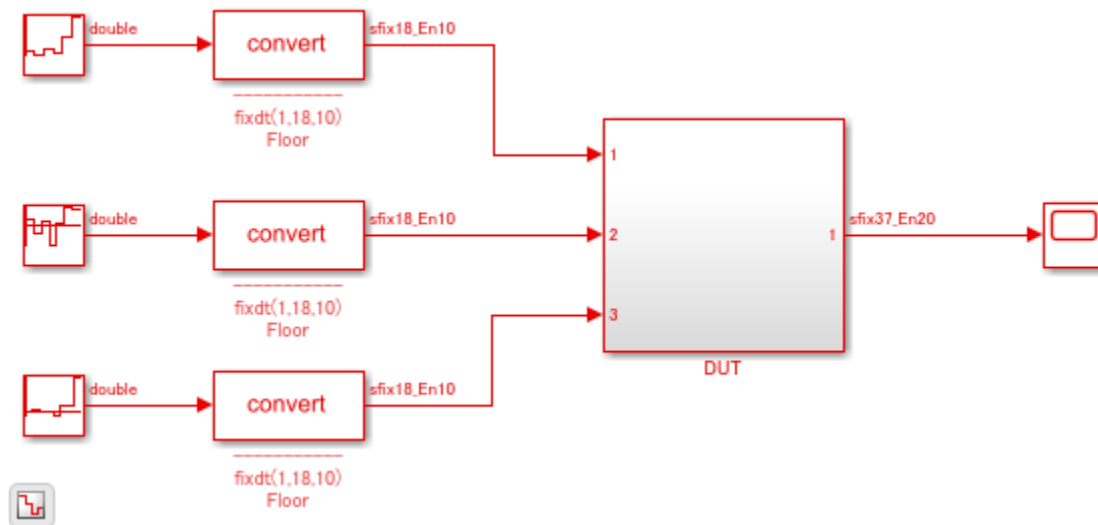 double
convert
sfix18_En10
fixdt(1,18,10)
Floor
double
convert
sfix18_En10
fixdt(1,18,10)
Floor
double
convert
sfix18_En10
fixdt(1,18,10)
Floor
1
2
3
1
DUT
sfix37_En20